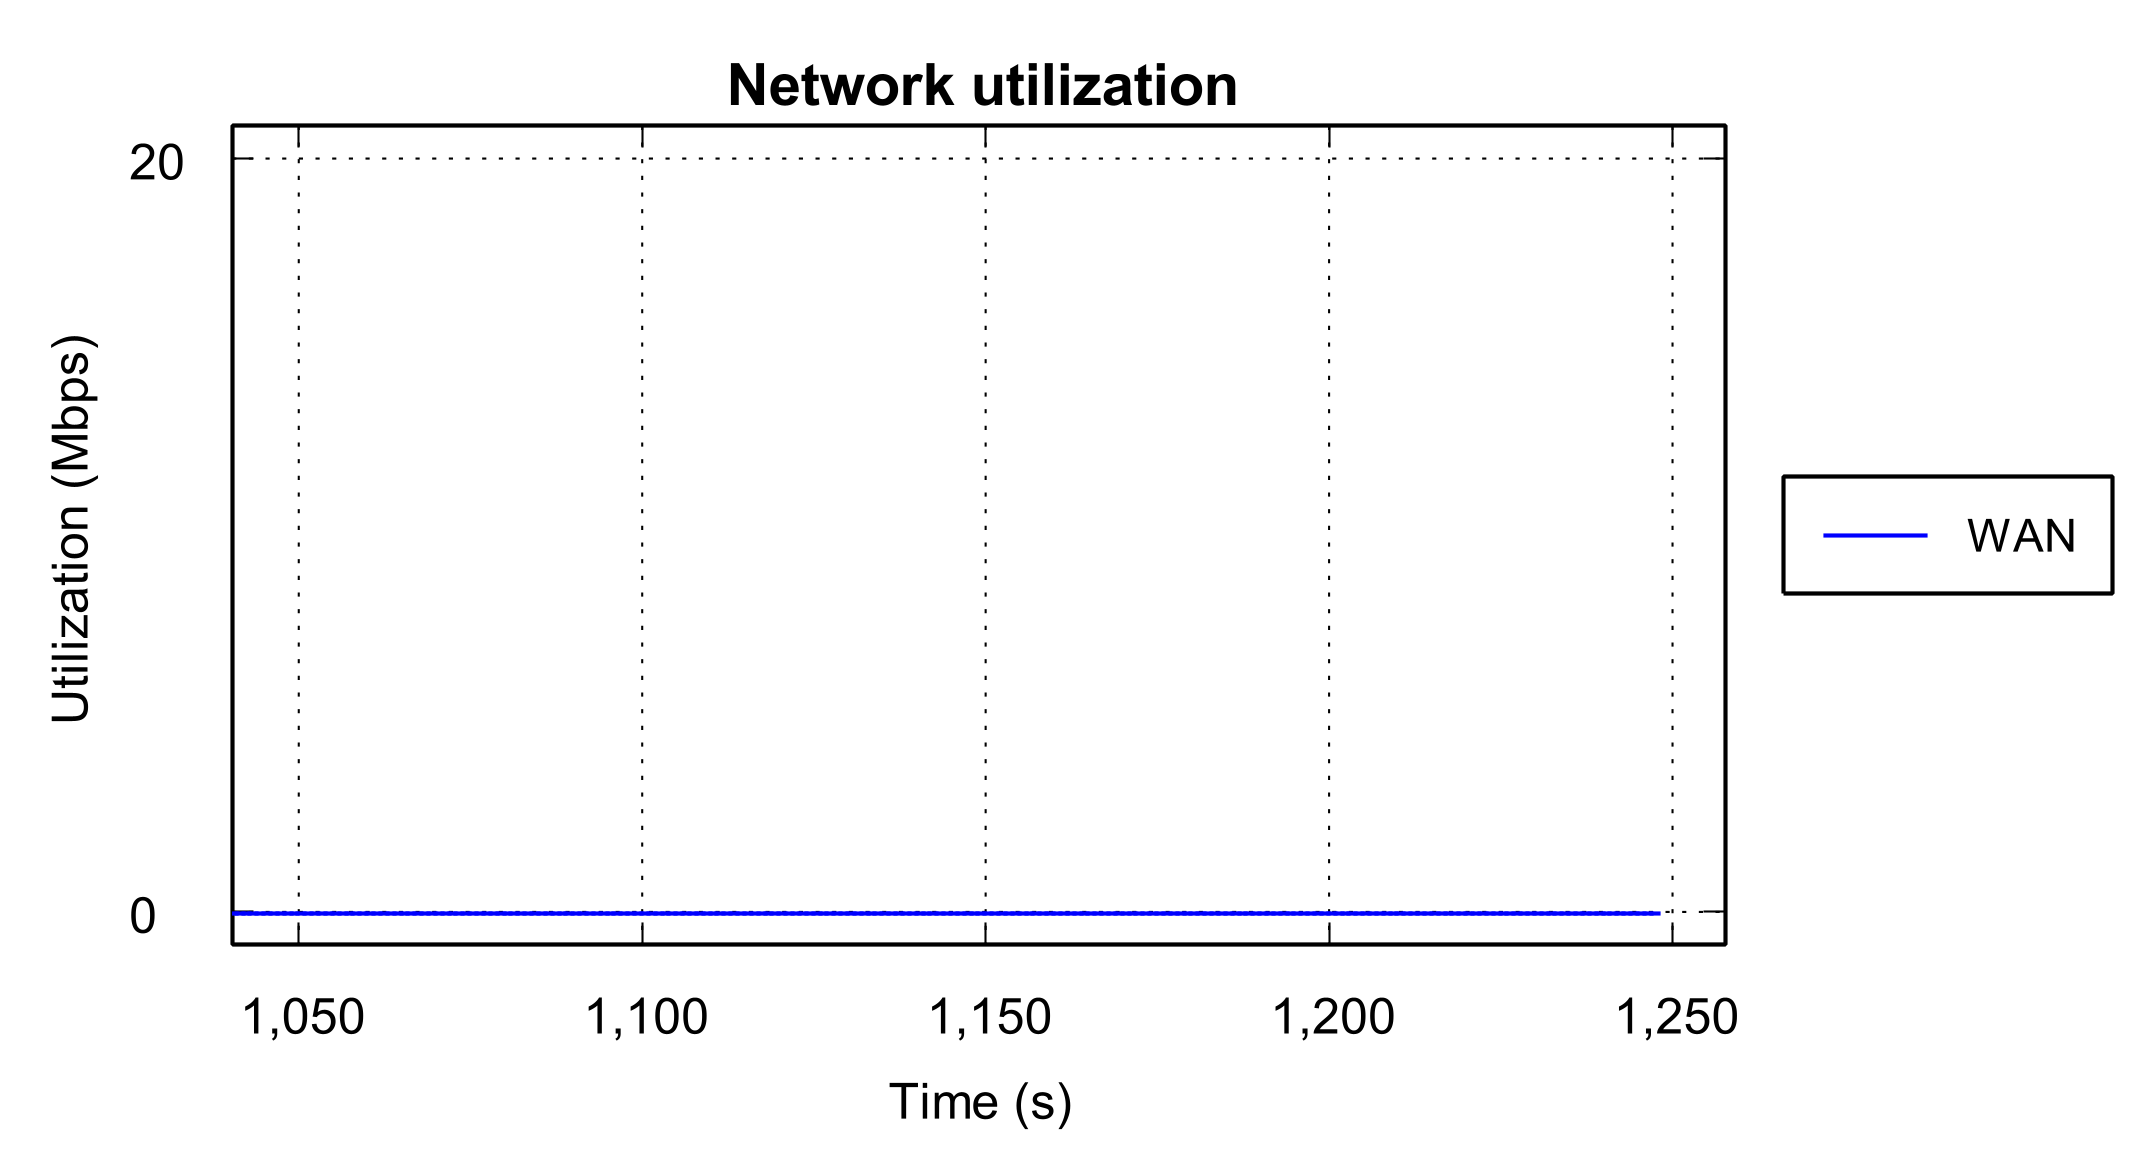 Network utilization
20
Utilization (Mbps)
WAN
0
1,050 1,100 1,150 1,200 1,250
Time (s)